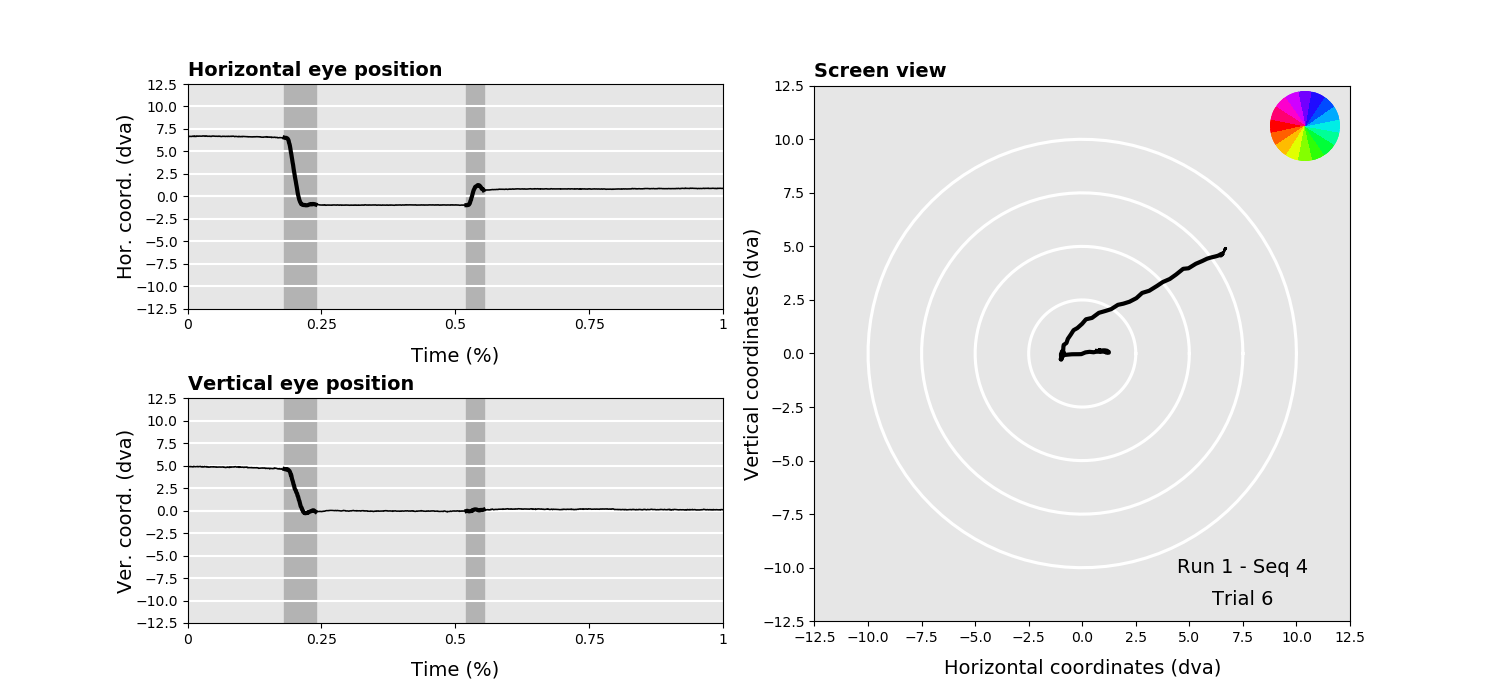 Horizontal eye position
Hor. coord. (dva)
12.5
10.0
7.5
5.0
2.5
0.0
−2.5
−5.0
−7.5
−10.0
−12.5
0 0.25 0.5 0.75 1
Time (%)
Vertical eye position
Ver. coord. (dva)
12.5
10.0
7.5
5.0
2.5
0.0
−2.5
−5.0
−7.5
−10.0
−12.5
0 0.25 0.5 0.75 1
Time (%)
Screen view
Vertical coordinates (dva)
12.5
10.0
7.5
5.0
2.5
0.0
−2.5
−5.0
−7.5
−10.0
−12.5
Run 1 - Seq 4
Trial 6
−12.5 −10.0 −7.5 −5.0 −2.5 0.0 2.5 5.0 7.5 10.0 12.5
Horizontal coordinates (dva)